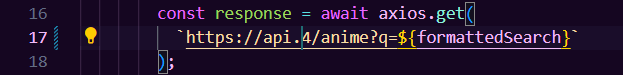 16 const response = await axios.get(
17 `https://api.4/anime?q=${formattedSearch}`
18 );